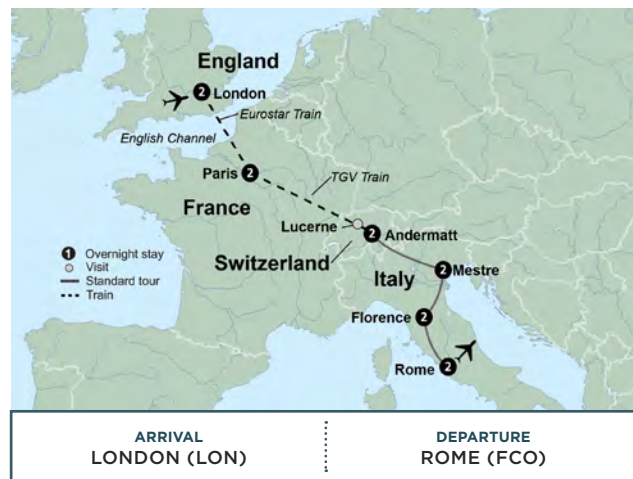 England
2 London
Eurostar Train
English Channel
Paris 2
TGV Train
France
Lucerne
2 Andermatt
Switzerland
1 Overnight stay
Visit
Standard tour
Train
Italy
2 Mestre
Florence 2
Rome 2
ARRIVAL
LONDON (LON)
DEPARTURE
ROME (FCO)